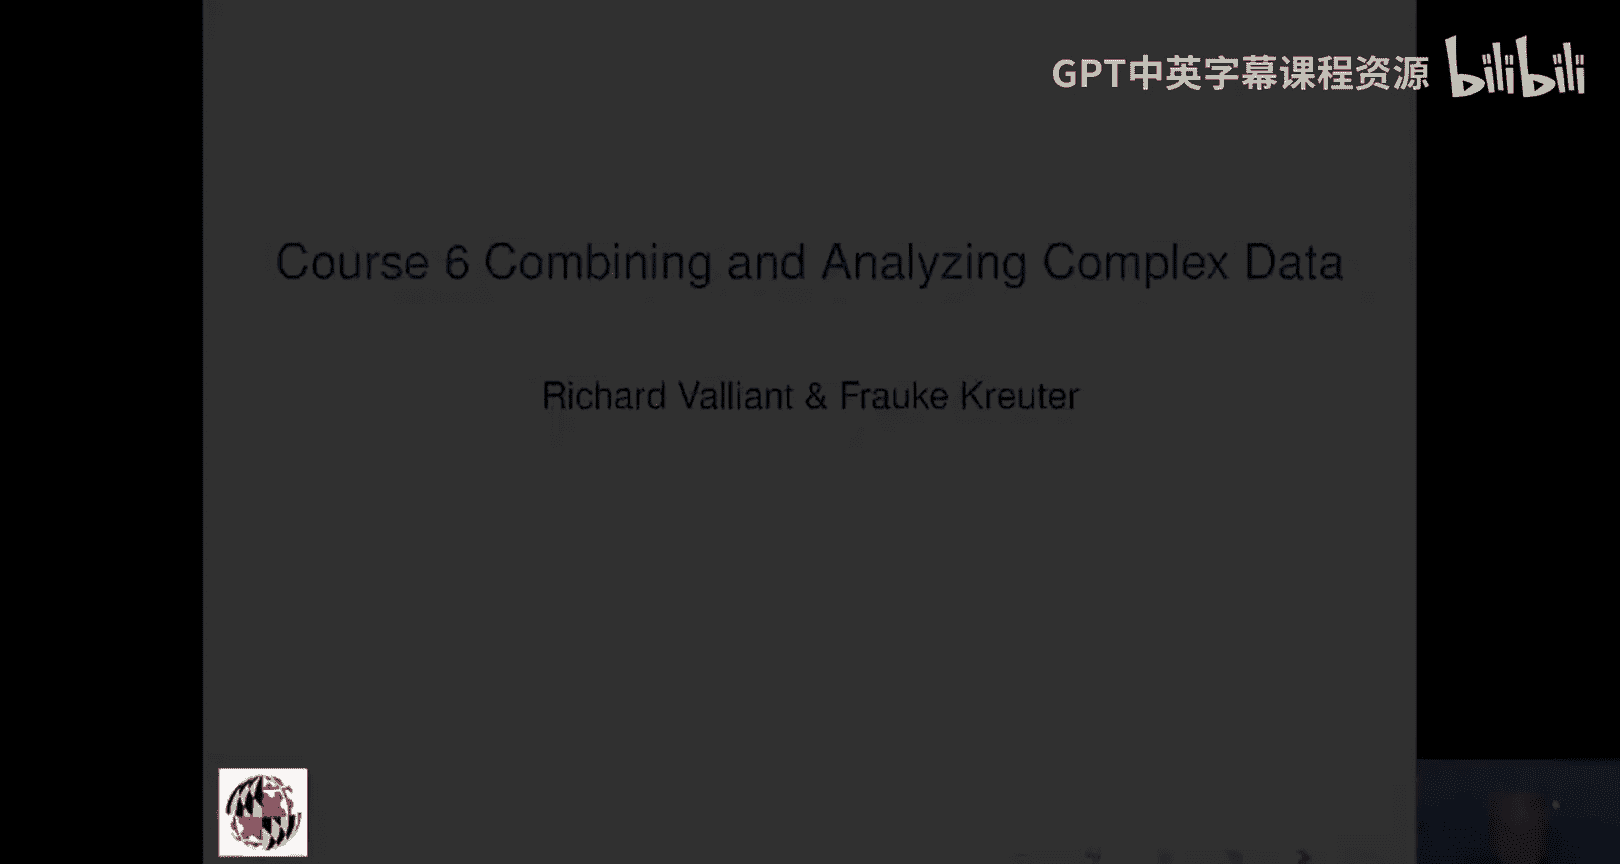 GPT中英字幕课程资源 bilibili
Course 6 Combining and Analyzing Complex Data
Richard Valliant & Frauke Kreuter